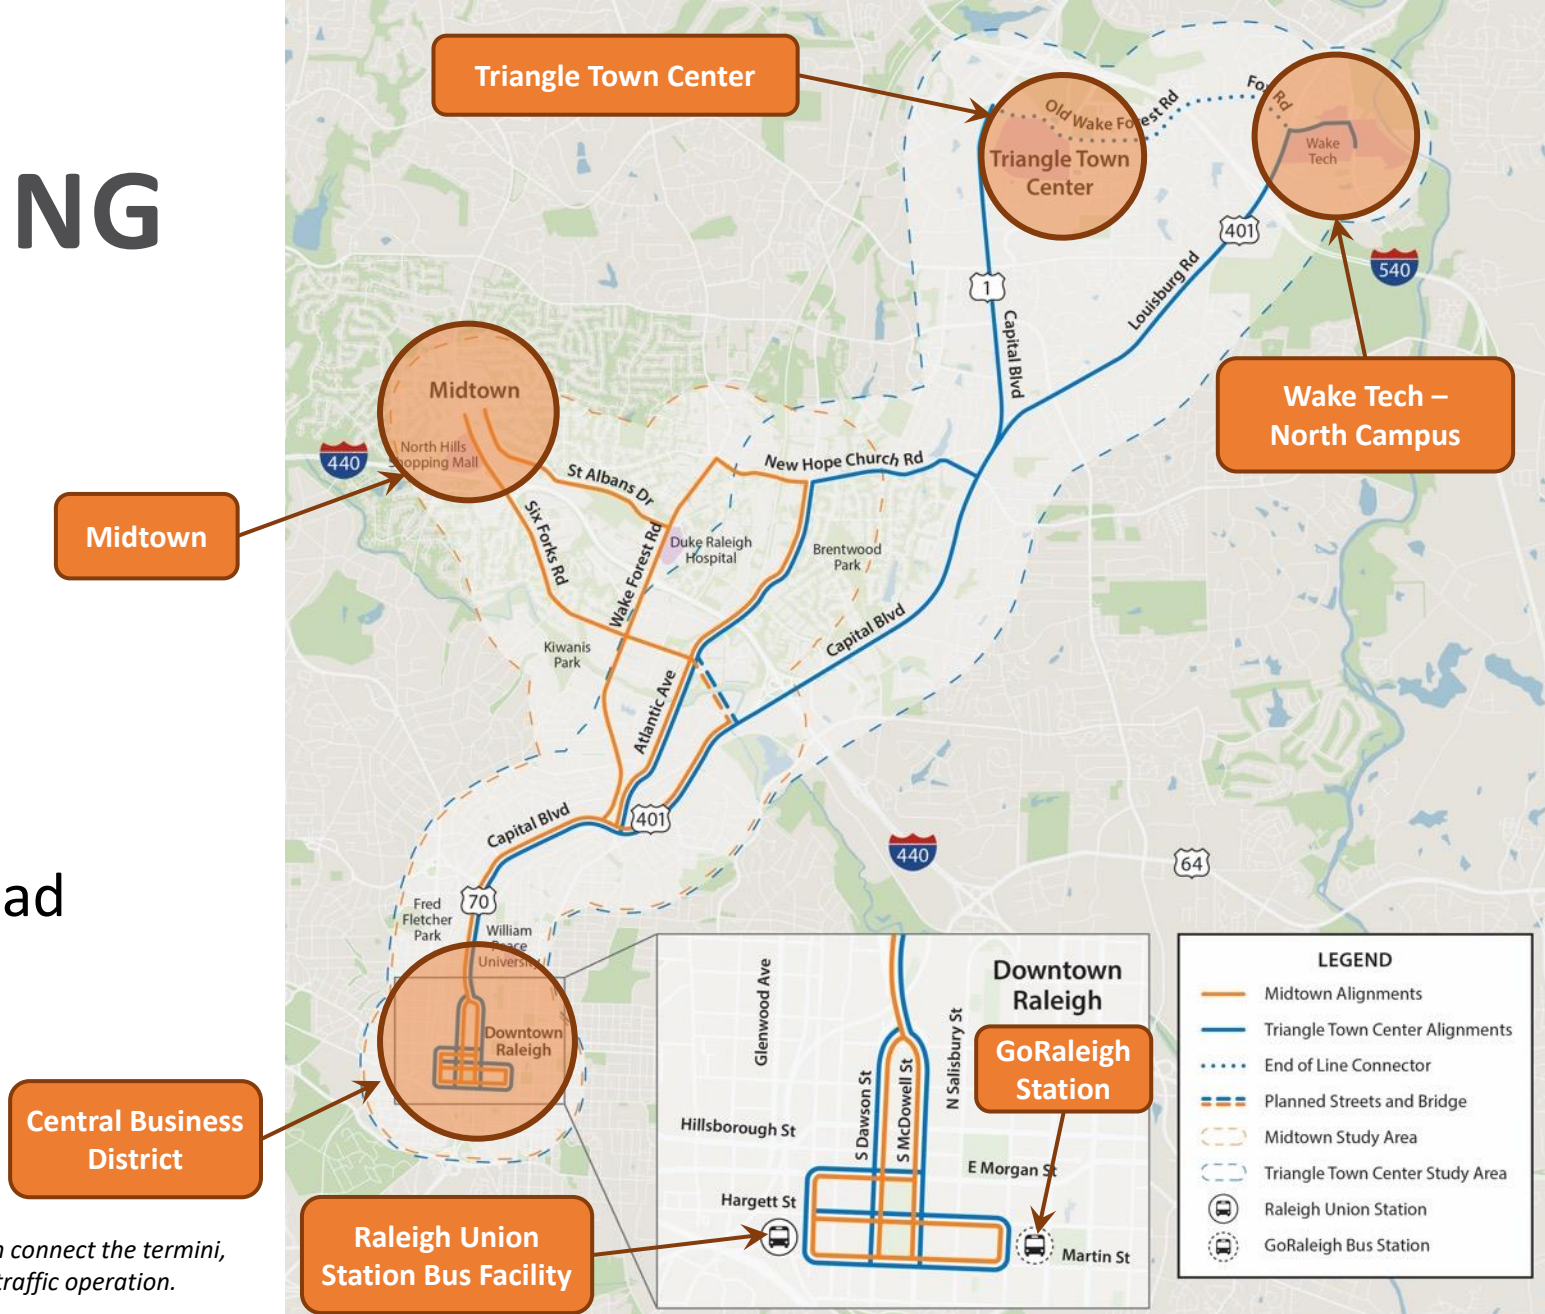 NG
ad
n connect the termini,
traffic operation.
Triangle Town Center
Old Wake Forest Rd
Triangle Town
Center
Wake
Tech
401
540
1
Louisburg Rd
Capital Blvd
Wake Tech –
North Campus
Midtown
North Hills
Shopping Mall
440
Midtown
St Albans Dr
New Hope Church Rd
Six Forks Rd
Wake Forest Rd
Duke Raleigh
Hospital
Brentwood
Park
Kiwanis
Park
Capital Blvd
Atlantic Ave
Capital Blvd
401
440
64
Fred
Fletcher
Park
70
William
Peace
University
Downtown
Raleigh
Central Business
District
Downtown
Raleigh
Glenwood Ave
N Salisbury St
GoRaleigh
Station
S Dawson St
S McDowell St
Hillsborough St
E Morgan St
Hargett St
Martin St
Raleigh Union
Station Bus Facility
LEGEND
Midtown Alignments
Triangle Town Center Alignments
End of Line Connector
Planned Streets and Bridge
Midtown Study Area
Triangle Town Center Study Area
Raleigh Union Station
GoRaleigh Bus Station